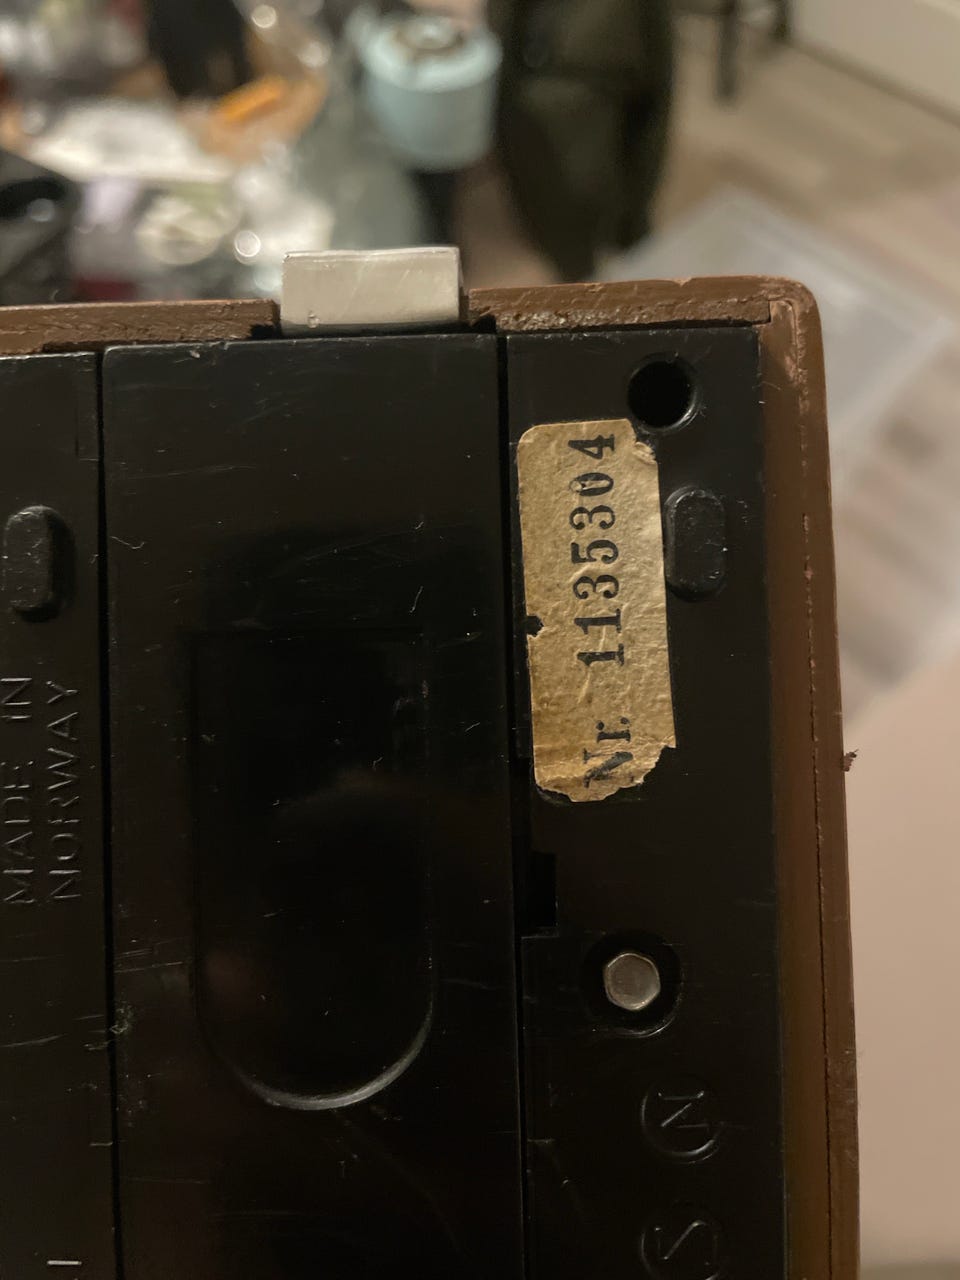 MADE IN
NORWAY
Nr. 1135304
N
S